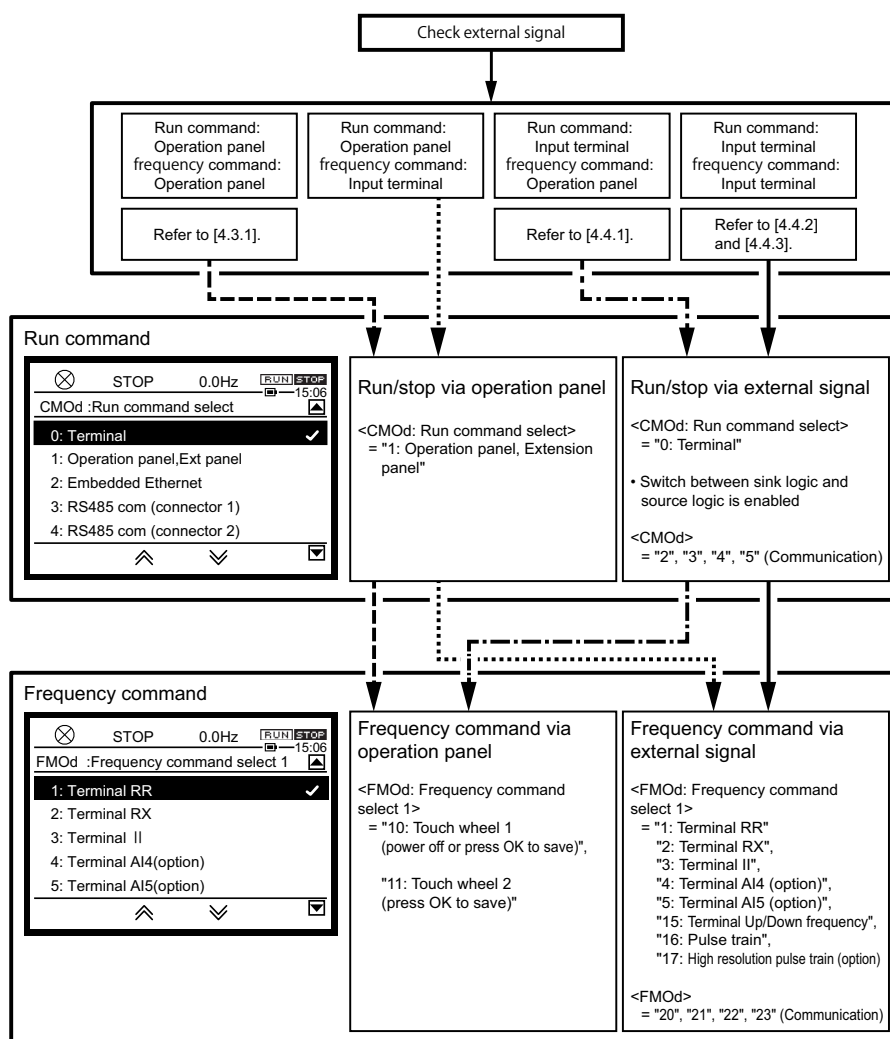 Check external signal
Run command:
Operation panel
frequency command:
Operation panel
Run command:
Operation panel
frequency command:
Input terminal
Run command:
Input terminal
frequency command:
Operation panel
Run command:
Input terminal
frequency command:
Input terminal
Refer to [4.3.1].
Refer to [4.4.1].
Refer to [4.4.2]
and [4.4.3].
Run command
STOP 0.0Hz RUN STOP
15:06
CMOd :Run command select
0: Terminal
1: Operation panel,Ext panel
2: Embedded Ethernet
3: RS485 com (connector 1)
4: RS485 com (connector 2)
Run/stop via operation panel
<CMOd: Run command select>
= "1: Operation panel, Extension
panel"
Run/stop via external signal
<CMOd: Run command select>
= "0: Terminal"
• Switch between sink logic and
source logic is enabled
<CMOd>
= "2", "3", "4", "5" (Communication)
Frequency command
STOP 0.0Hz RUN STOP
15:06
FMOd :Frequency command select 1
1: Terminal RR
2: Terminal RX
3: Terminal II
4: Terminal AI4(option)
5: Terminal AI5(option)
Frequency command via
operation panel
<FMOd: Frequency command
select 1>
= "10: Touch wheel 1
(power off or press OK to save)",
"11: Touch wheel 2
(press OK to save)"
Frequency command via
external signal
<FMOd: Frequency command
select 1>
= "1: Terminal RR"
"2: Terminal RX",
"3: Terminal II",
"4: Terminal AI4 (option)",
"5: Terminal AI5 (option)",
"15: Terminal Up/Down frequency",
"16: Pulse train",
"17: High resolution pulse train (option)
<FMOd>
= "20", "21", "22", "23" (Communication)